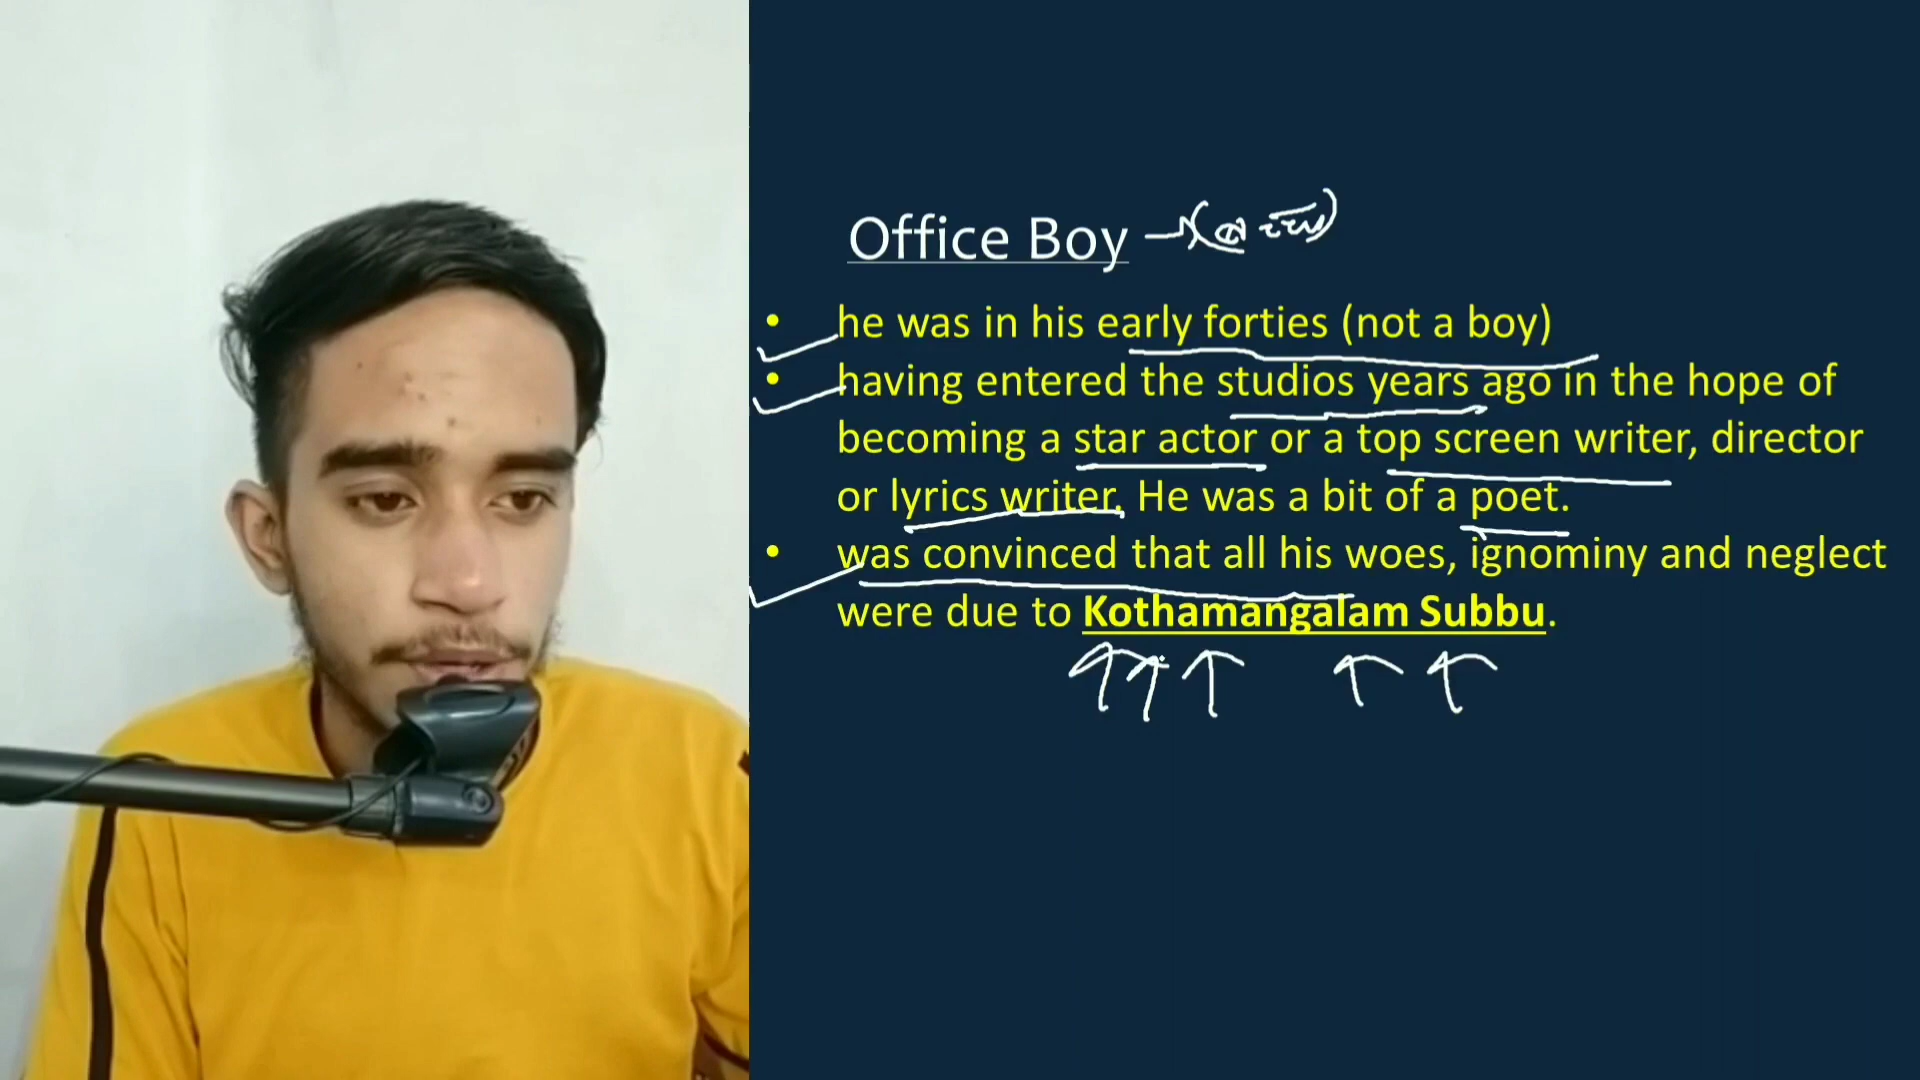 Office Boy
• he was in his early forties (not a boy)
• having entered the studios years ago in the hope of
becoming a star actor or a top screen writer, director
or lyrics writer. He was a bit of a poet.
• was convinced that all his woes, ignominy and neglect
were due to Kothamangalam Subbu.